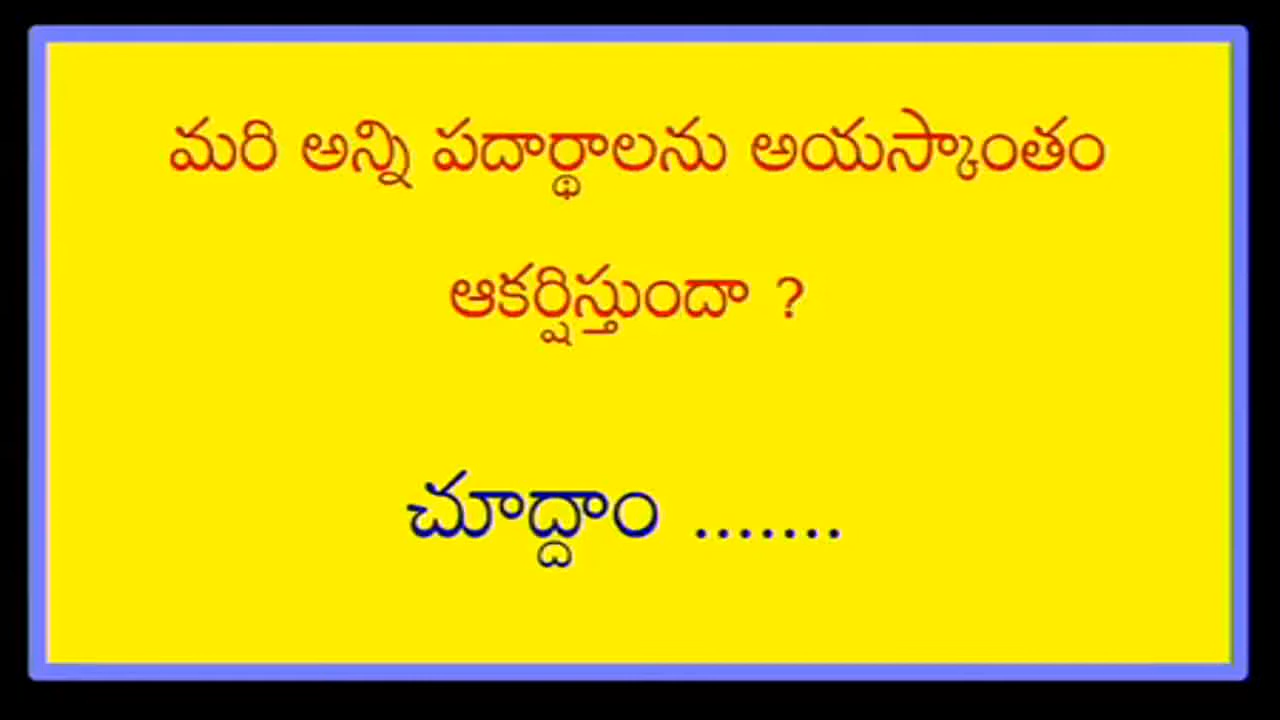 మరి అన్ని పదార్థాలను అయస్కాంతం
ఆకర్షిస్తుందా ?
చూద్దాం .......